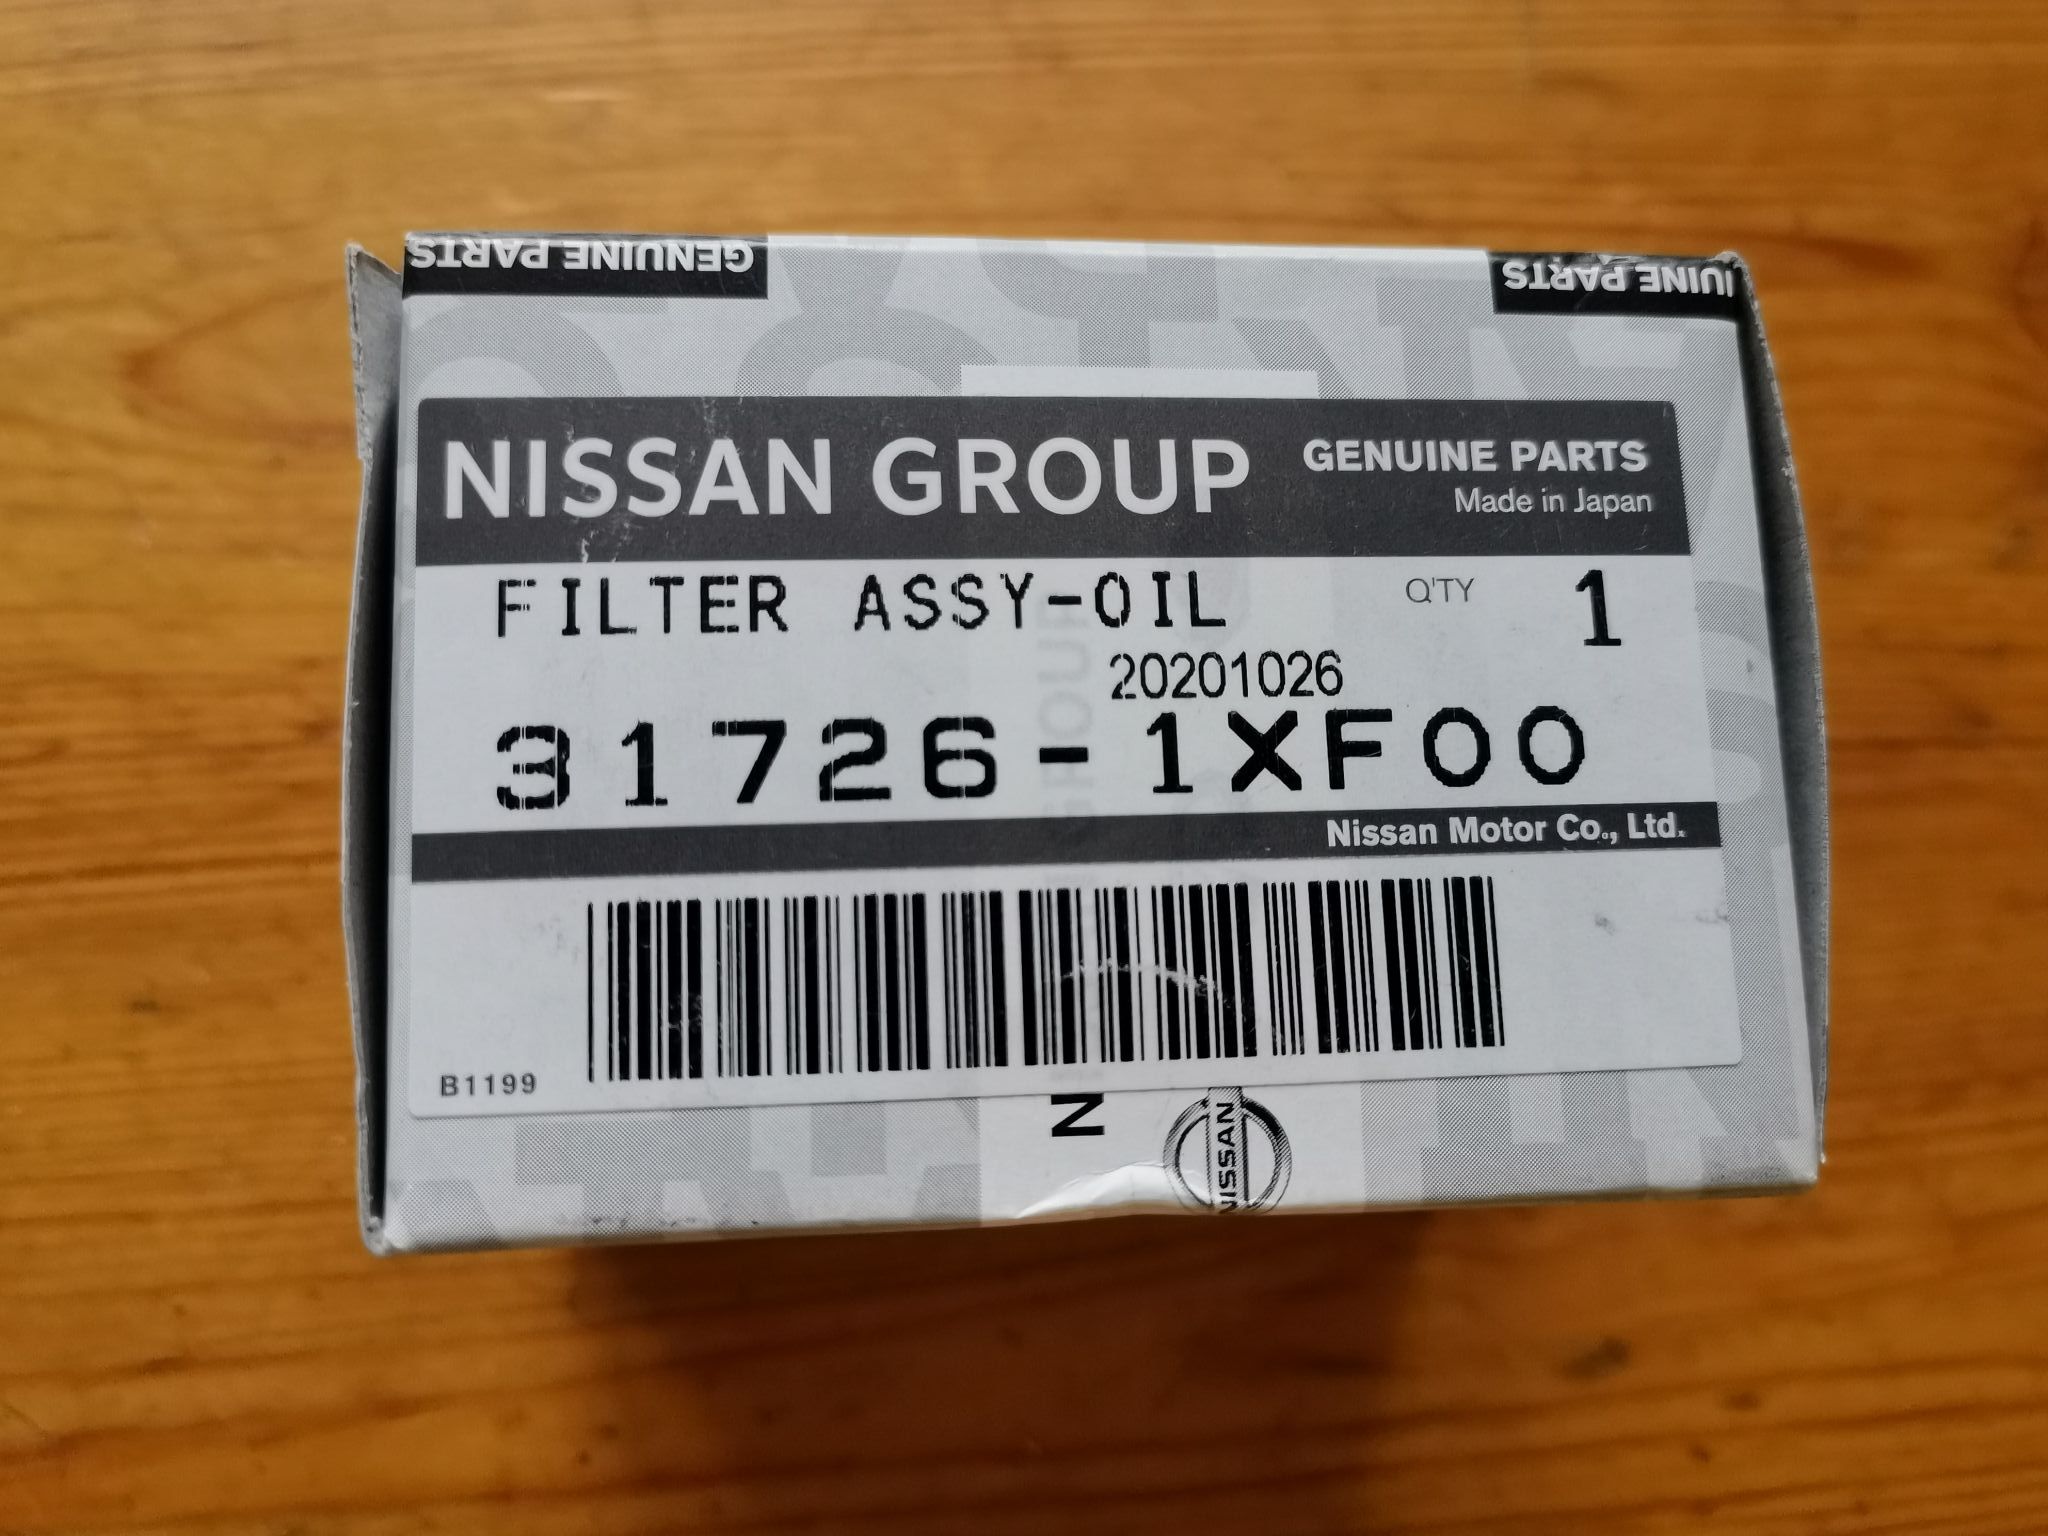 GENUINE PARTS
UINE PARTS
NISSAN GROUP
GENUINE PARTS
Made in Japan
FILTER ASSY-OIL
Q'TY 1
20201026
31726-1XF00
Nissan Motor Co., Ltd.
B1199
N
NISSAN